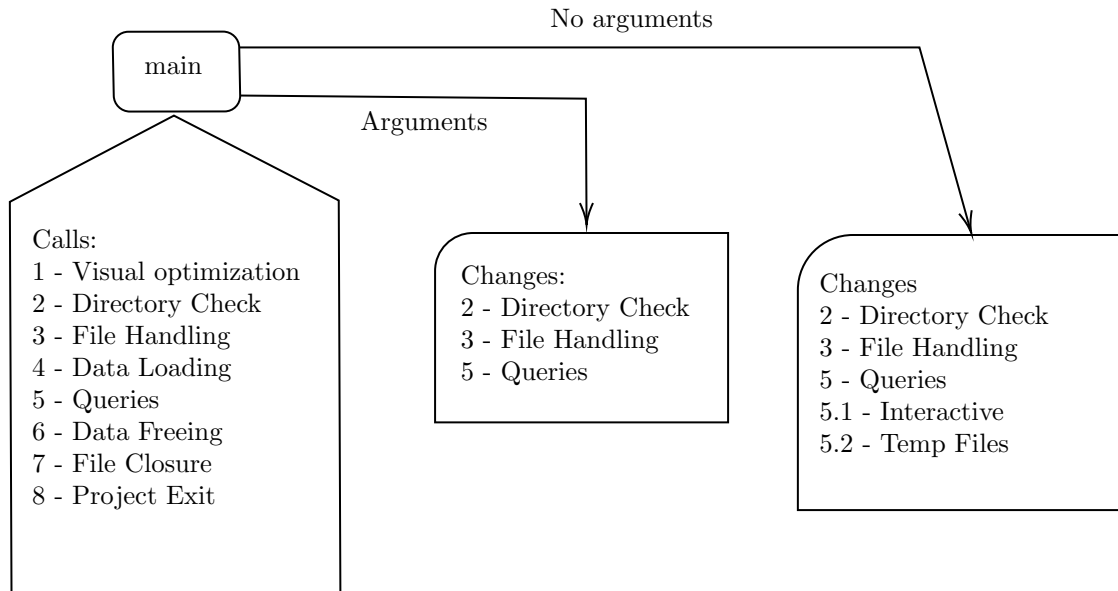 No arguments
main
Arguments
Calls:
1 - Visual optimization
2 - Directory Check
3 - File Handling
4 - Data Loading
5 - Queries
6 - Data Freeing
7 - File Closure
8 - Project Exit
Changes:
2 - Directory Check
3 - File Handling
5 - Queries
Changes
2 - Directory Check
3 - File Handling
5 - Queries
5.1 - Interactive
5.2 - Temp Files